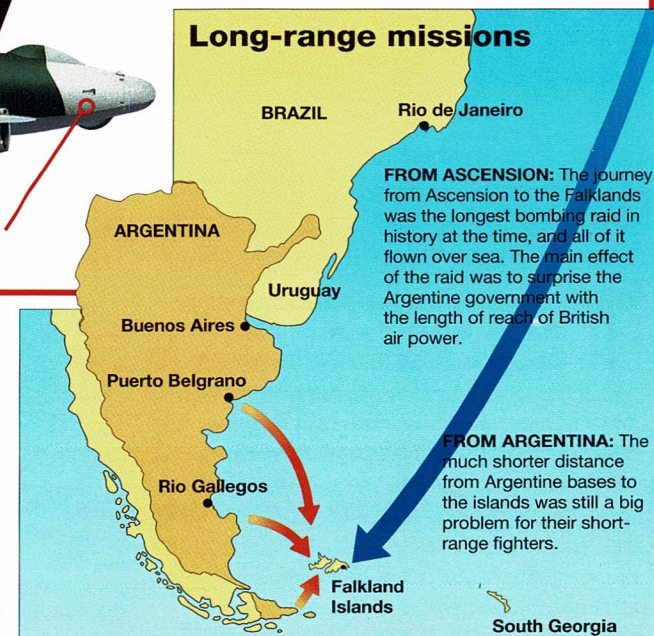 Long-range missions
BRAZIL
Rio de Janeiro
FROM ASCENSION: The journey
from Ascension to the Falklands
was the longest bombing raid in
history at the time, and all of it
flown over sea. The main effect
of the raid was to surprise the
Argentine government with
the length of reach of British
air power.
ARGENTINA
Uruguay
Buenos Aires
Puerto Belgrano
FROM ARGENTINA: The
much shorter distance
from Argentine bases to
the islands was still a big
problem for their short-
range fighters.
Rio Gallegos
Falkland
Islands
South Georgia